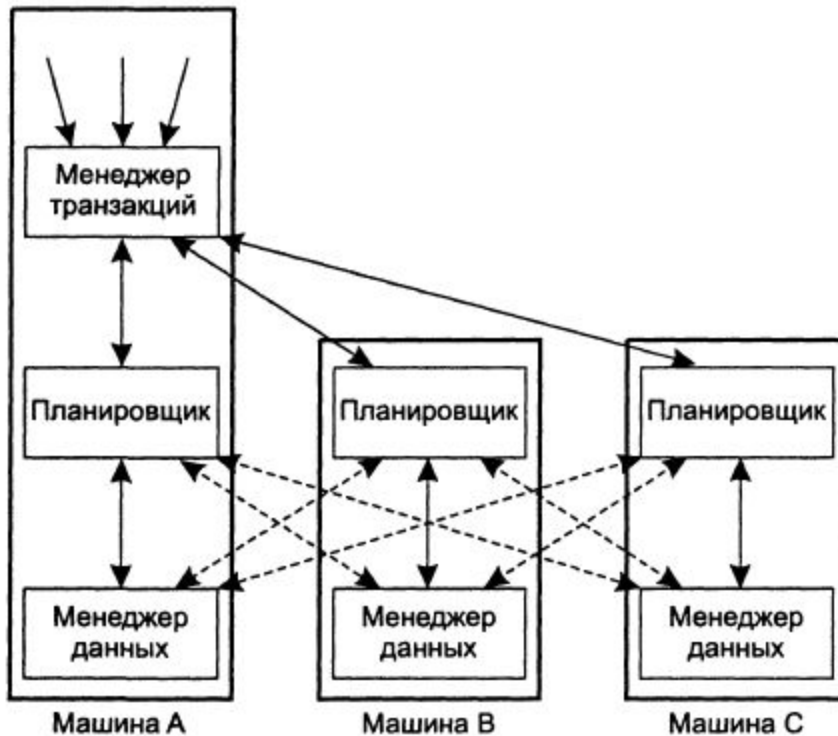 Менеджер
транзакций
Планировщик
Планировщик
Планировщик
Менеджер
данных
Менеджер
данных
Менеджер
данных
Машина A
Машина B
Машина C